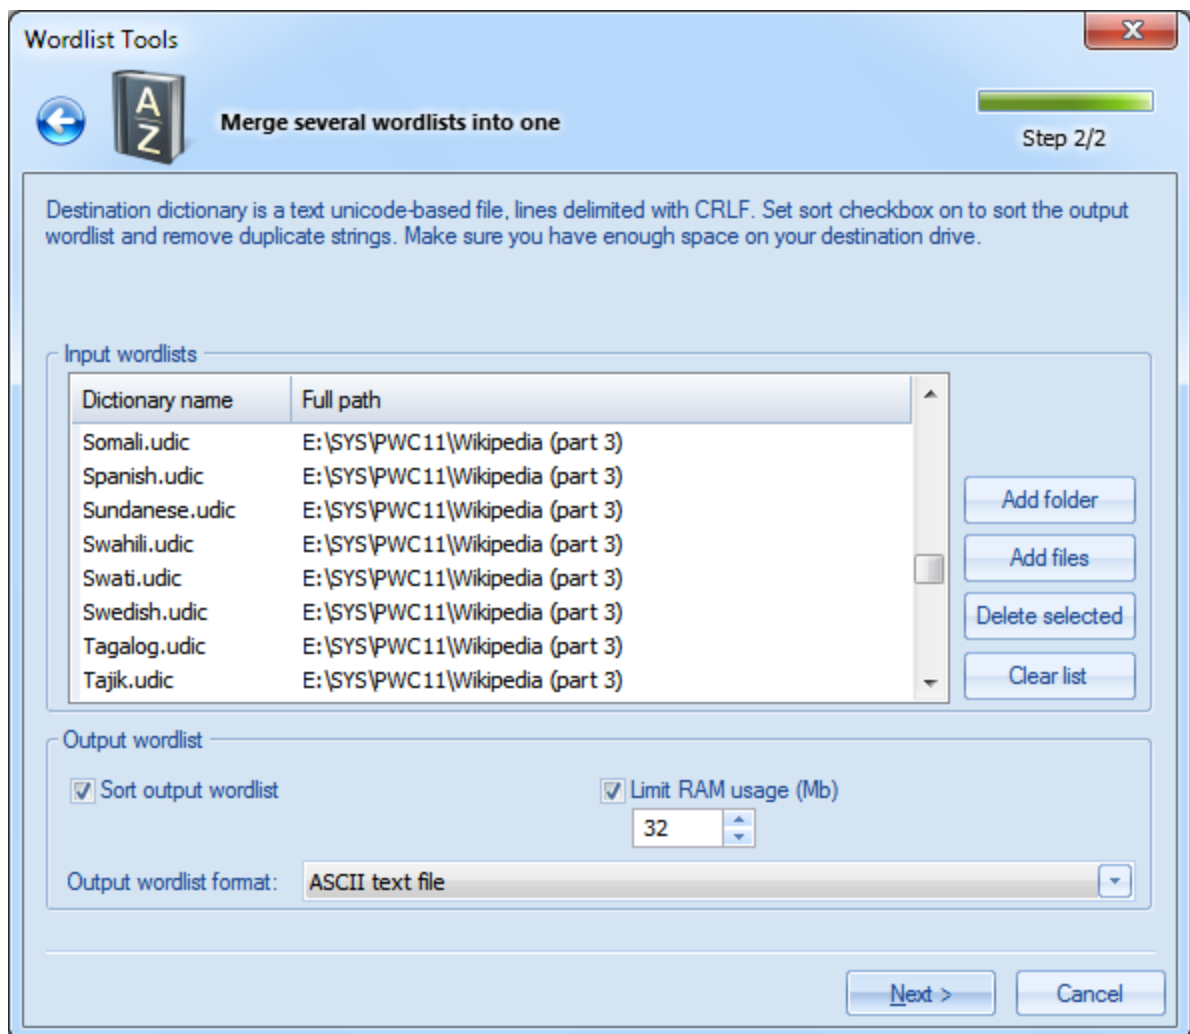 Wordlist Tools
A
Z
Merge several wordlists into one
Step 2/2
Destination dictionary is a text unicode-based file, lines delimited with CRLF. Set sort checkbox on to sort the output
wordlist and remove duplicate strings. Make sure you have enough space on your destination drive.
Input wordlists
Dictionary name Full path
Somali.udic E:\SYS\PWC11\Wikipedia (part 3)
Spanish.udic E:\SYS\PWC11\Wikipedia (part 3)
Sundanese.udic E:\SYS\PWC11\Wikipedia (part 3)
Swahili.udic E:\SYS\PWC11\Wikipedia (part 3)
Swati.udic E:\SYS\PWC11\Wikipedia (part 3)
Swedish.udic E:\SYS\PWC11\Wikipedia (part 3)
Tagalog.udic E:\SYS\PWC11\Wikipedia (part 3)
Tajik.udic E:\SYS\PWC11\Wikipedia (part 3)
Add folder
Add files
Delete selected
Clear list
Output wordlist
Sort output wordlist Limit RAM usage (Mb)
32
Output wordlist format: ASCII text file
Next > Cancel